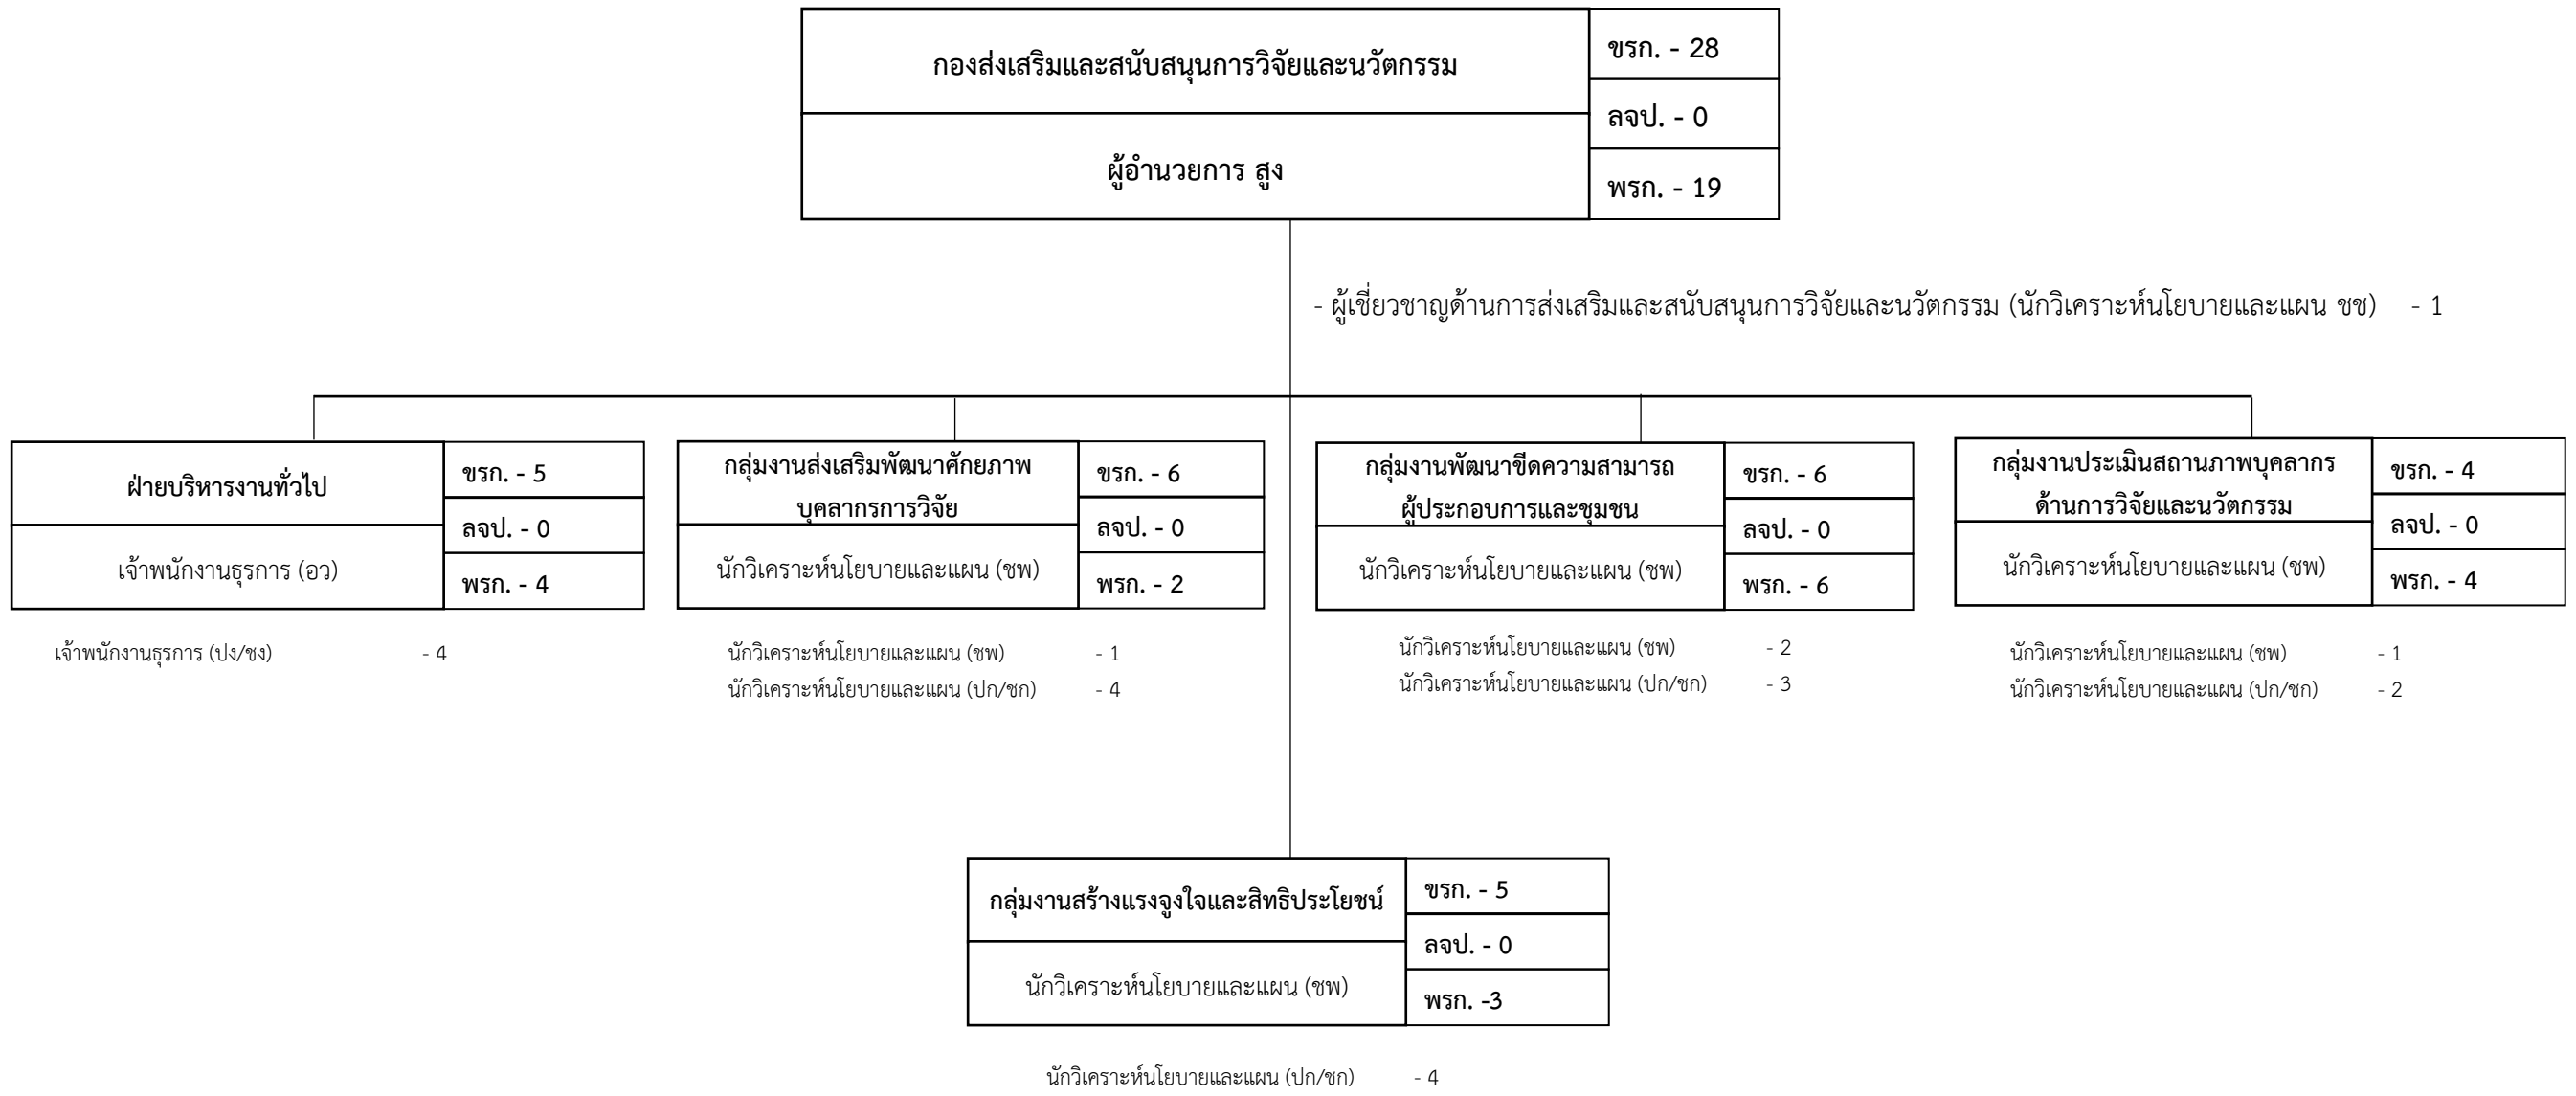 กองส่งเสริมและสนับสนุนการวิจัยและนวัตกรรม
ผู้อำนวยการ สูง
ขรก. - 28
ลจป. - 0
พรก. - 19
- ผู้เชี่ยวชาญด้านการส่งเสริมและสนับสนุนการวิจัยและนวัตกรรม (นักวิเคราะห์นโยบายและแผน ชช) - 1
ฝ่ายบริหารงานทั่วไป
เจ้าพนักงานธุรการ (อว)
ขรก. - 5
ลจป. - 0
พรก. - 4
เจ้าพนักงานธุรการ (ปง/ชง) - 4
กลุ่มงานส่งเสริมพัฒนาศักยภาพ
บุคลากรการวิจัย
นักวิเคราะห์นโยบายและแผน (ชพ)
ขรก. - 6
ลจป. - 0
พรก. - 2
นักวิเคราะห์นโยบายและแผน (ชพ) - 1
นักวิเคราะห์นโยบายและแผน (ปก/ชก) - 4
กลุ่มงานพัฒนาขีดความสามารถ
ผู้ประกอบการและชุมชน
นักวิเคราะห์นโยบายและแผน (ชพ)
ขรก. - 6
ลจป. - 0
พรก. - 6
นักวิเคราะห์นโยบายและแผน (ชพ) - 2
นักวิเคราะห์นโยบายและแผน (ปก/ชก) - 3
กลุ่มงานประเมินสถานภาพบุคลากร
ด้านการวิจัยและนวัตกรรม
นักวิเคราะห์นโยบายและแผน (ชพ)
ขรก. - 4
ลจป. - 0
พรก. - 4
นักวิเคราะห์นโยบายและแผน (ชพ) - 1
นักวิเคราะห์นโยบายและแผน (ปก/ชก) - 2
กลุ่มงานสร้างแรงจูงใจและสิทธิประโยชน์
นักวิเคราะห์นโยบายและแผน (ชพ)
ขรก. - 5
ลจป. - 0
พรก. -3
นักวิเคราะห์นโยบายและแผน (ปก/ชก) - 4